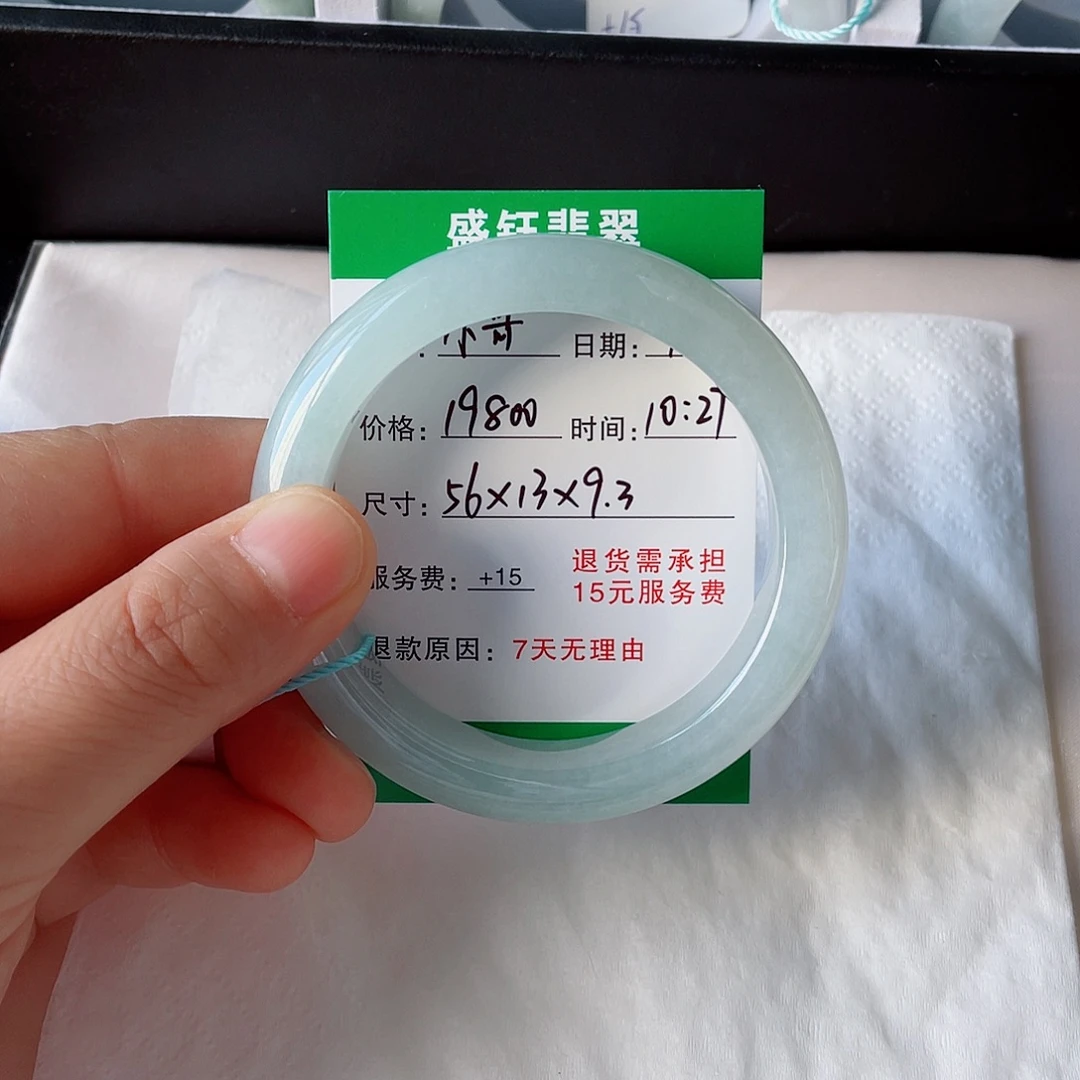 +15
盛钰翡翠
日期:
价格: 19800 时间: 10:27
尺寸: 56×13×9.3
服务费: +15 退货需承担
15元服务费
退款原因: 7天无理由